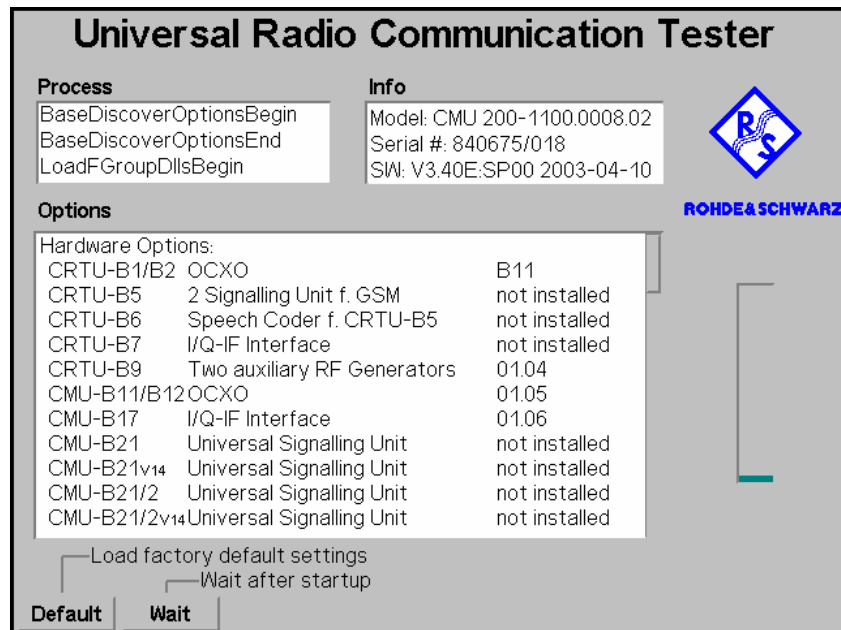 Universal Radio Communication Tester
Process
BaseDiscoverOptionsBegin
BaseDiscoverOptionsEnd
LoadFGroupDllsBegin
Info
Model: CMU 200-1100.0008.02
Serial #: 840675/018
SW: V3.40E:SP00 2003-04-10
R S
ROHDE&SCHWARZ
Options
Hardware Options:
CRTU-B1/B2 OCXO B11
CRTU-B5 2 Signalling Unit f. GSM not installed
CRTU-B6 Speech Coder f. CRTU-B5 not installed
CRTU-B7 I/Q-IF Interface not installed
CRTU-B9 Two auxiliary RF Generators 01.04
CMU-B11/B12 OCXO 01.05
CMU-B17 I/Q-IF Interface 01.06
CMU-B21 Universal Signalling Unit not installed
CMU-B21v14 Universal Signalling Unit not installed
CMU-B21/2 Universal Signalling Unit not installed
CMU-B21/2v14 Universal Signalling Unit not installed
Load factory default settings
Wait after startup
Default Wait